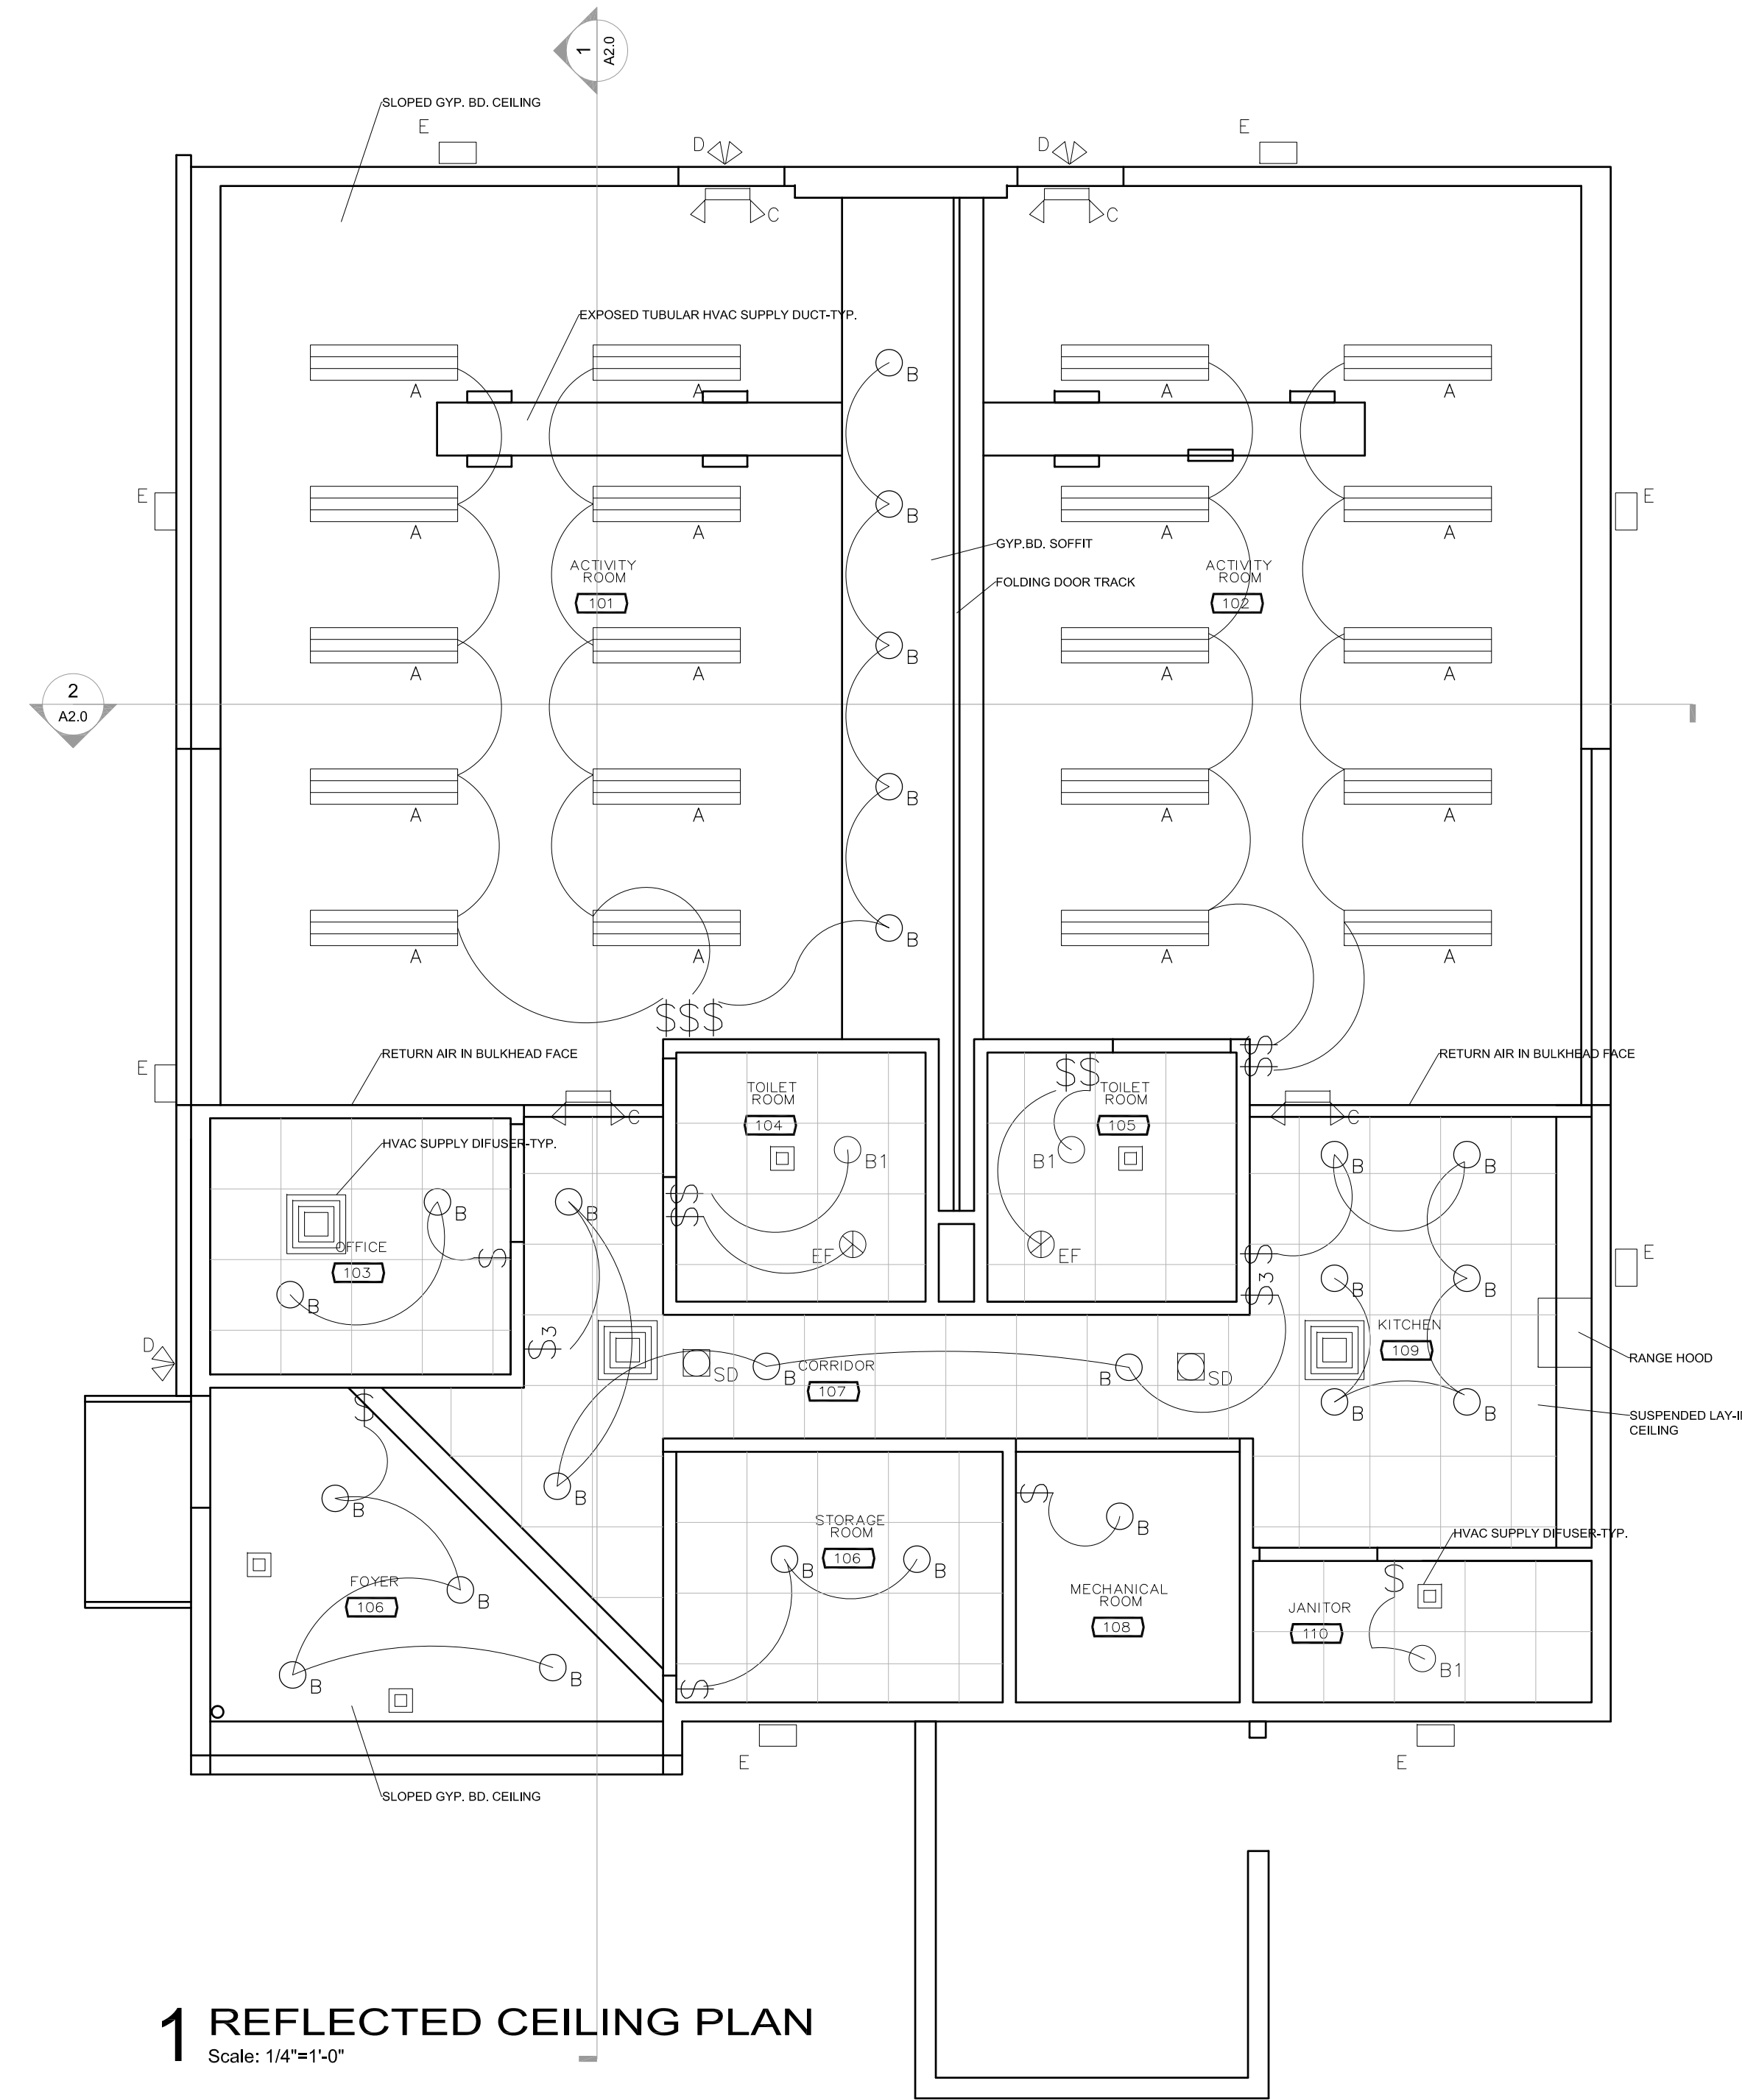 1
A2.0
SLOPED GYP. BD. CEILING
E
D
D
E
C
C
EXPOSED TUBULAR HVAC SUPPLY DUCT-TYP.
A
A
B
A
A
E
A
A
B
A
A
E
GYP.BD. SOFFIT
ACTIVITY
ROOM
101
FOLDING DOOR TRACK
ACTIVITY
ROOM
102
A
A
B
A
A
2
A2.0
A
A
B
A
A
A
A
B
A
A
$$$
$
$
RETURN AIR IN BULKHEAD FACE
RETURN AIR IN BULKHEAD FACE
E
C
TOILET
ROOM
104
$$
TOILET
ROOM
105
C
HVAC SUPPLY DIFUSER-TYP.
B1
B1
B
B
B
B
$
$
OFFICE
103
$
EF
EF
$
E
B
$3
B
B
$3
D
SD
B
CORRIDOR
107
B
SD
KITCHEN
109
RANGE HOOD
B
B
SUSPENDED LAY-I
CEILING
$
B
B
STORAGE
ROOM
106
B
B
$
B
HVAC SUPPLY DIFUSER-TYP.
$
FOYER
106
B
MECHANICAL
ROOM
108
JANITOR
110
B1
B
B
$
E
E
SLOPED GYP. BD. CEILING
1 REFLECTED CEILING PLAN
Scale: 1/4"=1'-0"